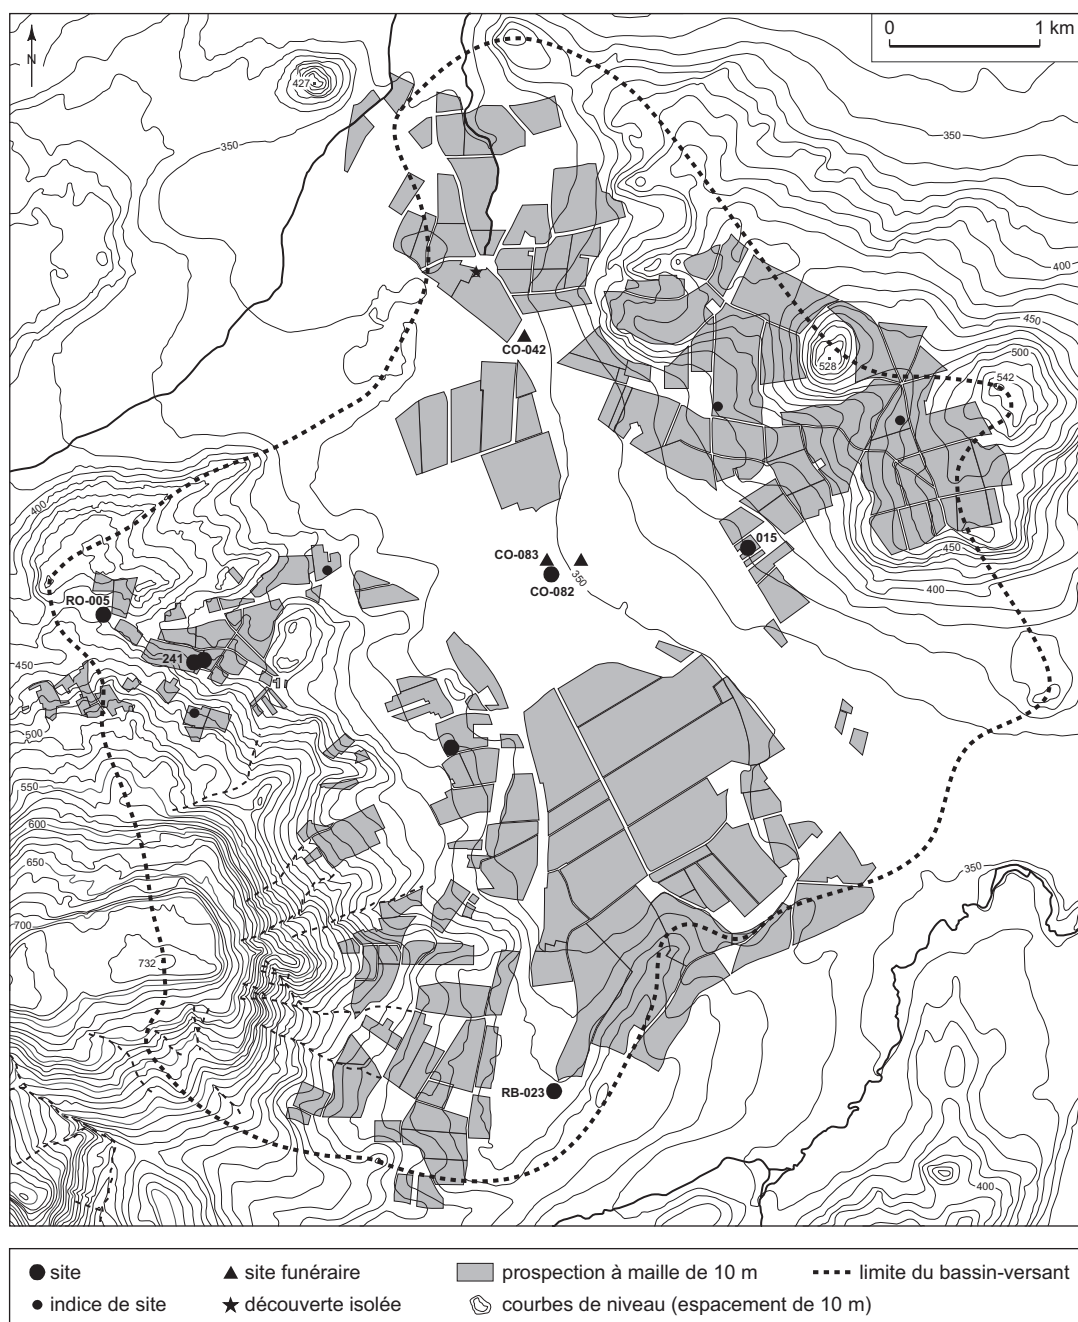 0 1 km
N
427
350
350
400
450
500
528
542
CO-042
400
015
CO-083
350
CO-082
450
400
RO-005
241
450
500
550
600
650
700
732
350
RB-023
400
site
site funéraire
prospection à maille de 10 m
limite du bassin-versant
indice de site
découverte isolée
courbes de niveau (espacement de 10 m)